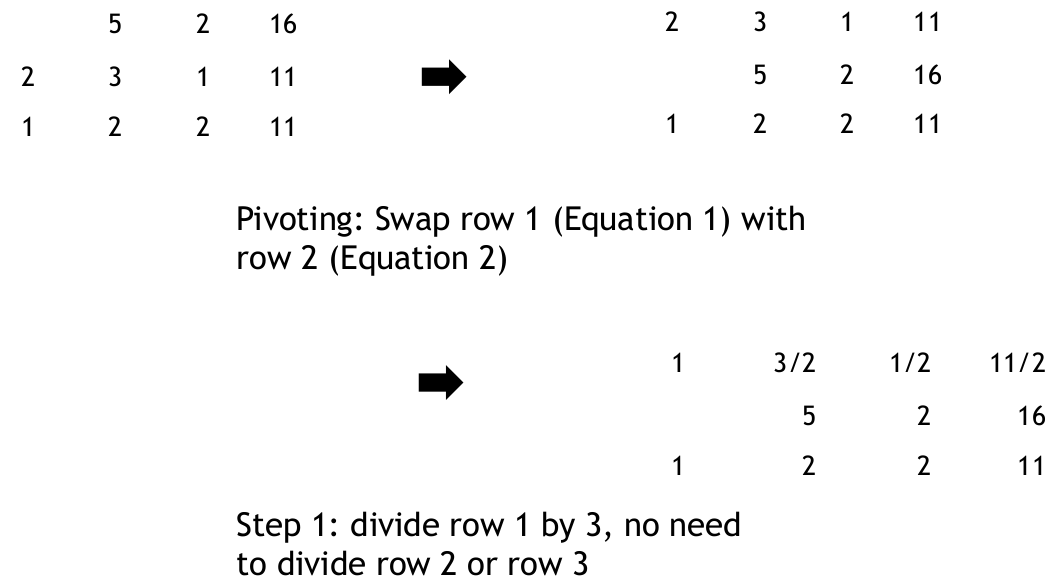 5 2 16 2 3 1 11
2 3 1 11 5 2 16
1 2 2 11 1 2 2 11
Pivoting: Swap row 1 (Equation 1) with
row 2 (Equation 2)
1 3/2 1/2 11/2
5 2 16
1 2 2 11
Step 1: divide row 1 by 3, no need
to divide row 2 or row 3